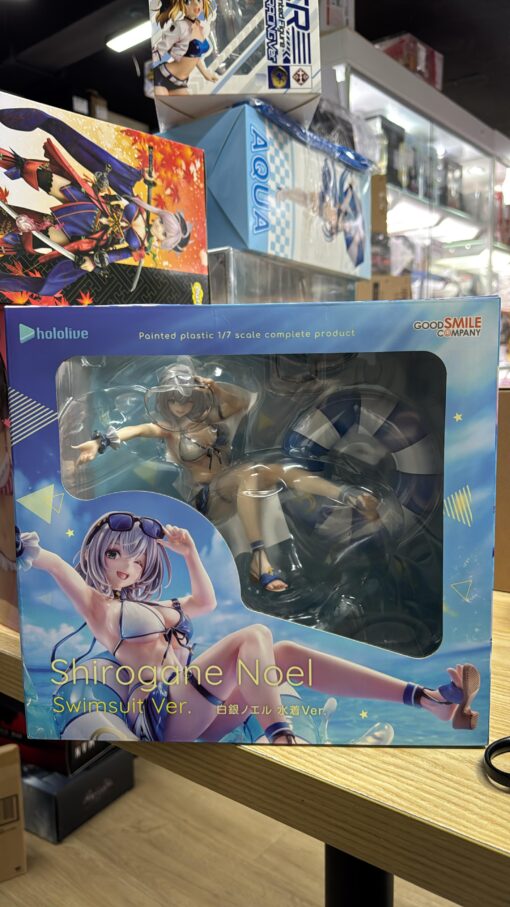 AQUA
hololive
Painted plastic 1/7 scale complete product
GOOD SMILE
COMPANY
Shirogane Noel
Swimsuit Ver. 白銀ノエル 水着Ver.